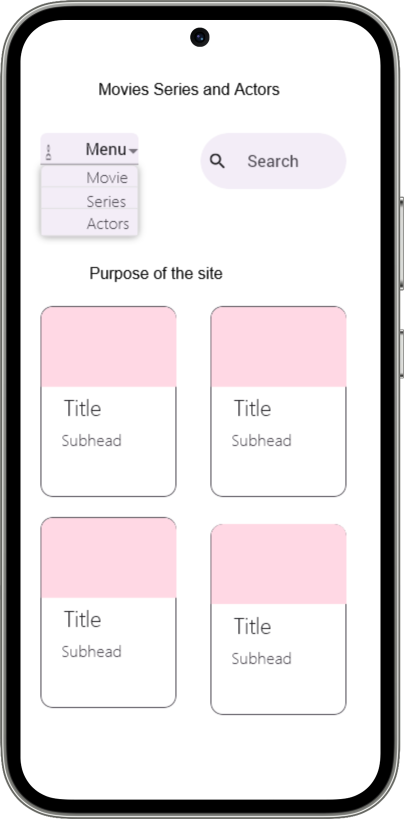 Movies Series and Actors
Menu
Search
Movie
Series
Actors
Purpose of the site
Title
Subhead
Title
Subhead
Title
Subhead
Title
Subhead